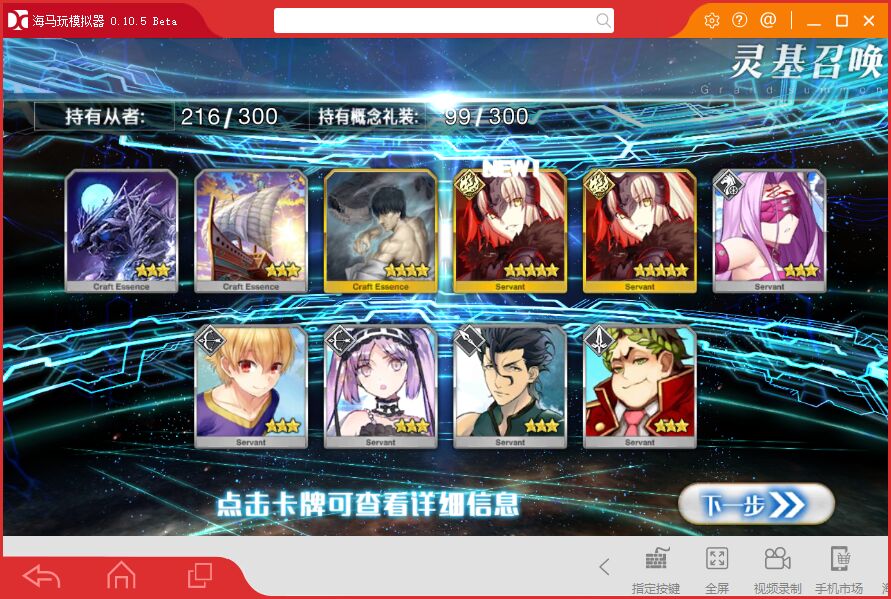 海马玩模拟器 0.10.5 Beta
灵基召唤
Grand summon
持有从者: 216/300 持有概念礼装: 99/300
NEW!
Craft Essence
Craft Essence
Craft Essence
Servant
Servant
Servant
Servant
Servant
Servant
Servant
点击卡牌可查看详细信息
下一步
指定按键 全屏 视频录制 手机市场